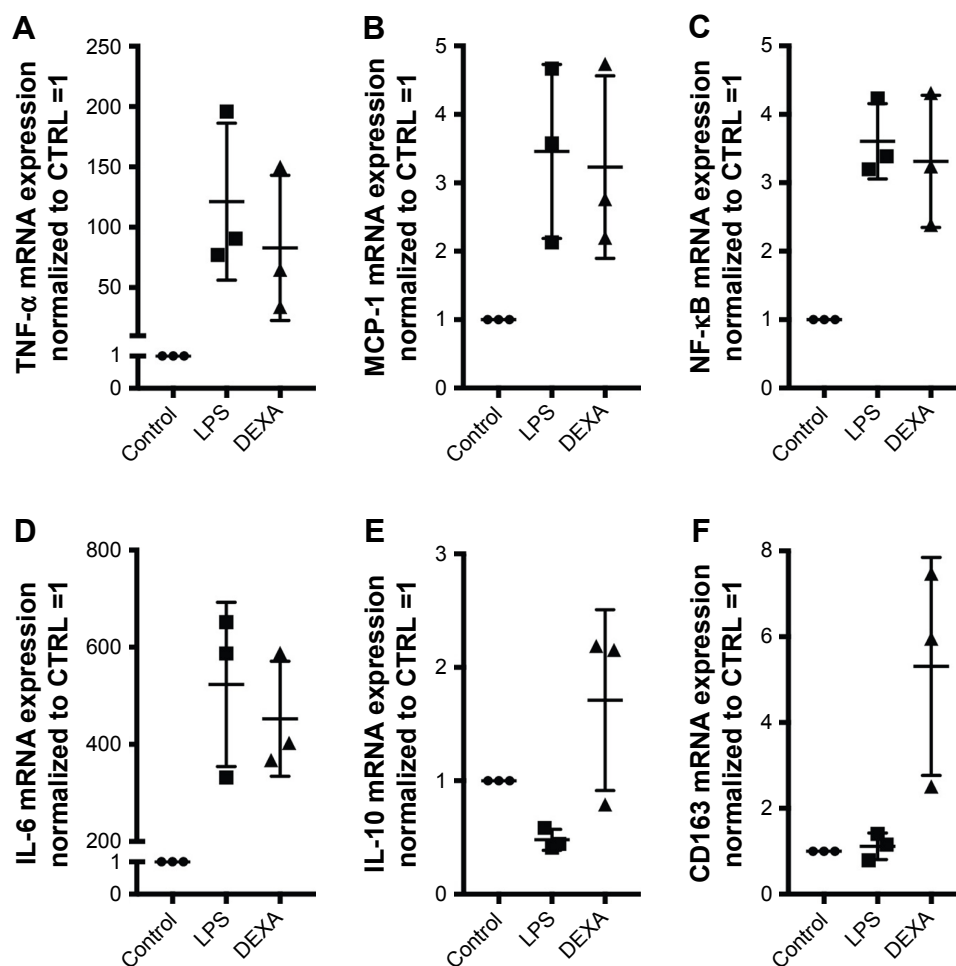 A
TNF-α mRNA expression
normalized to CTRL =1
250
200
150
100
50
1
0
Control
LPS
DEXA
B
MCP-1 mRNA expression
normalized to CTRL =1
5
4
3
2
1
0
Control
LPS
DEXA
C
NF-κB mRNA expression
normalized to CTRL =1
5
4
3
2
1
0
Control
LPS
DEXA
D
IL-6 mRNA expression
normalized to CTRL =1
800
600
400
200
1
0
Control
LPS
DEXA
E
IL-10 mRNA expression
normalized to CTRL =1
3
2
1
0
Control
LPS
DEXA
F
CD163 mRNA expression
normalized to CTRL =1
8
6
4
2
0
Control
LPS
DEXA